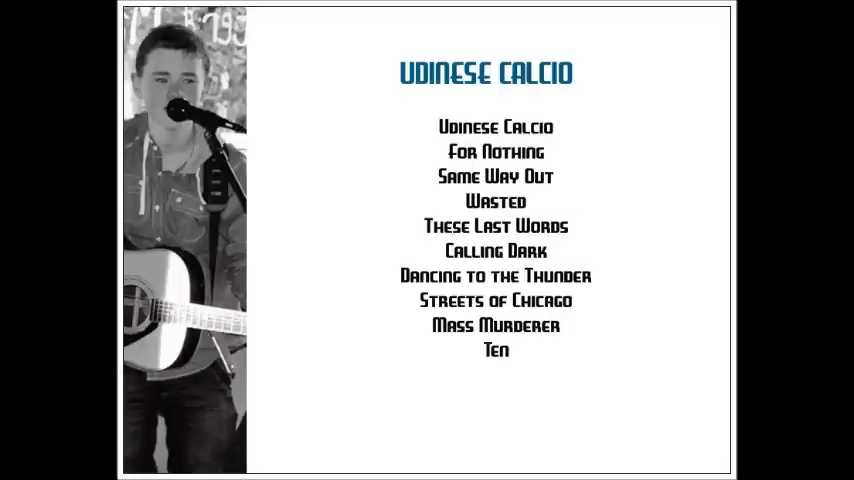 UDINESE CALCIO
Udinese Calcio
For Nothing
Same Way Out
Wasted
These Last Words
Calling Dark
Dancing to the Thunder
Streets of Chicago
Mass Murderer
Ten